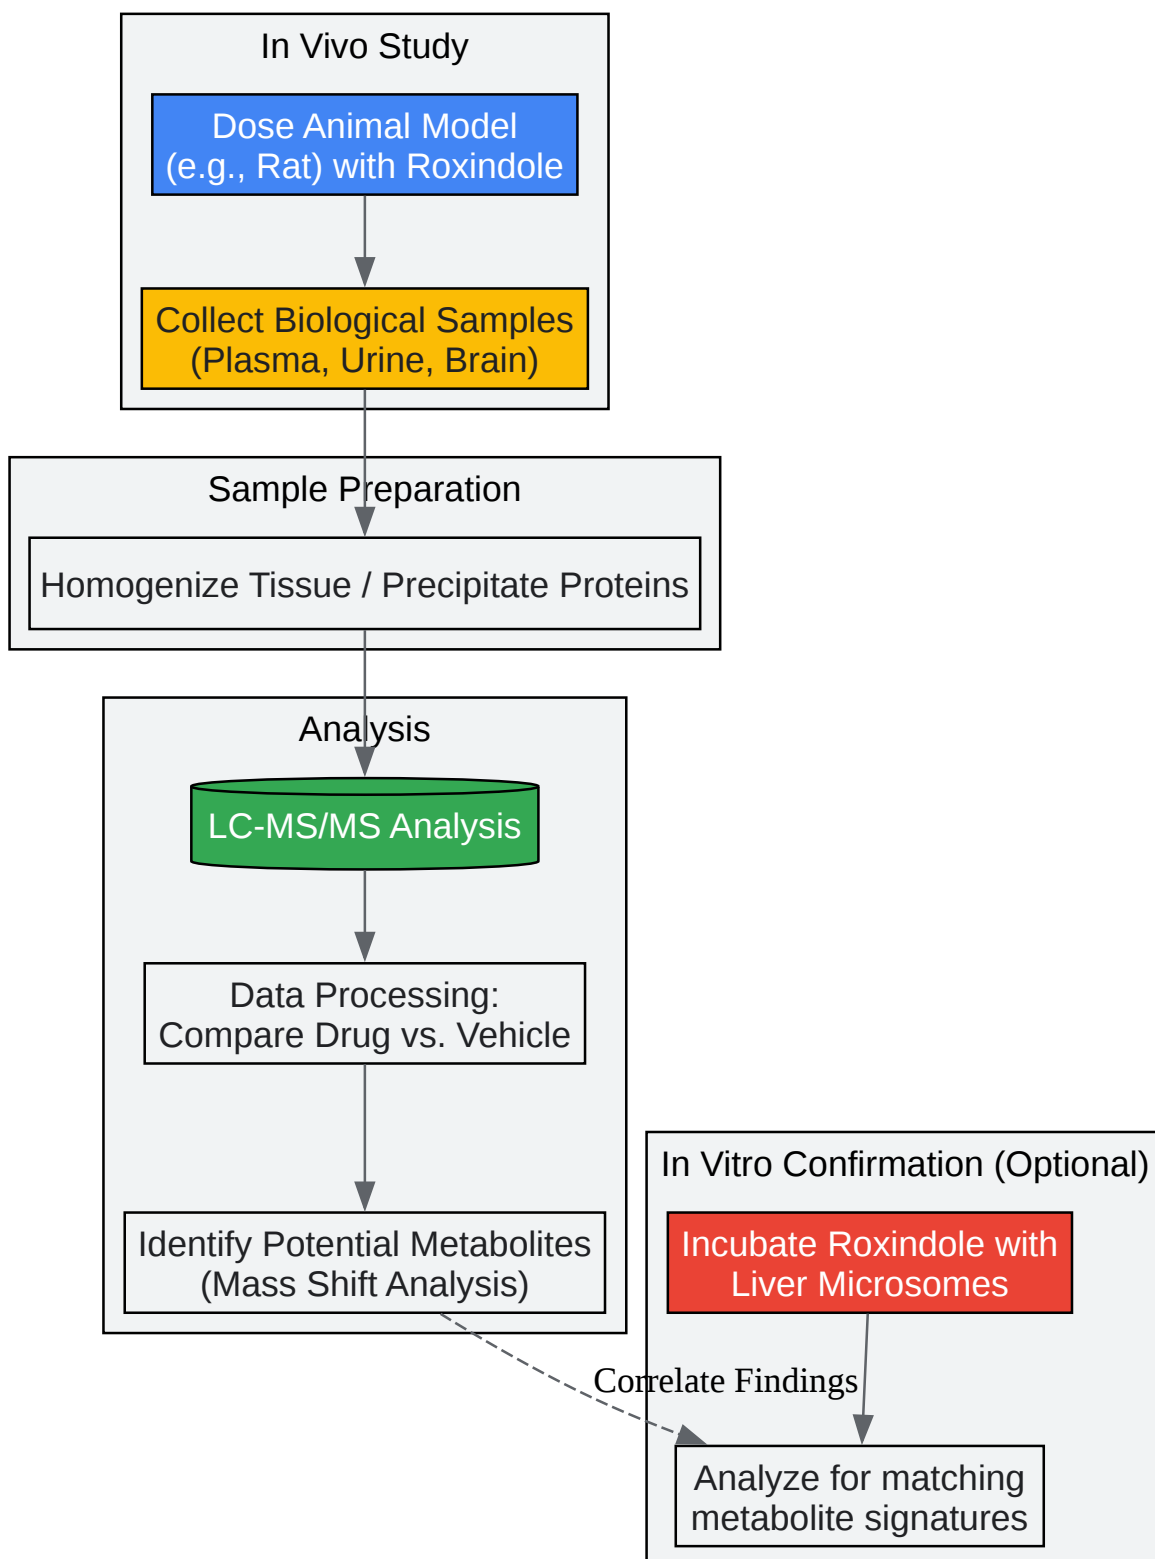 In Vivo Study
Dose Animal Model
(e.g., Rat) with Roxindole
Collect Biological Samples
(Plasma, Urine, Brain)
Sample Preparation
Homogenize Tissue / Precipitate Proteins
Analysis
LC-MS/MS Analysis
Data Processing:
Compare Drug vs. Vehicle
Identify Potential Metabolites
(Mass Shift Analysis)
In Vitro Confirmation (Optional)
Incubate Roxindole with
Liver Microsomes
Correlate Findings
Analyze for matching
metabolite signatures